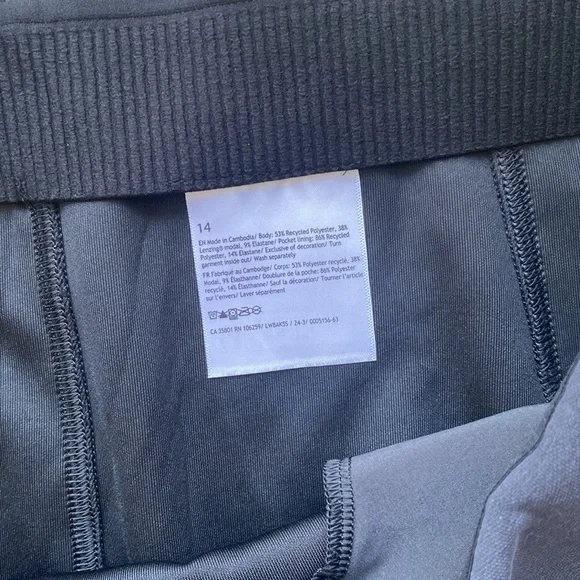 14
EN Made in Cambodia/ Body: 53% Recycled Polyester, 38%
Lenzing® modal, 9% Elastane/ Pocket lining: 86% Recycled
Polyester, 14% Elastane/ Exclusive of decoration/ Turn
garment inside out/ Wash separately
FR Fabriqué au Cambodge/ Corps: 53% Polyester recyclé, 38%
Modal, 9% Élasthanne/ Doublure de la poche: 86% Polyester
recyclé, 14% Élasthanne/ Sauf la décoration/ Tourner l'article
sur l'envers/ Laver séparément
CA 35801 RN 106259/ LW8AK5S / 24-3/ 0005156-63